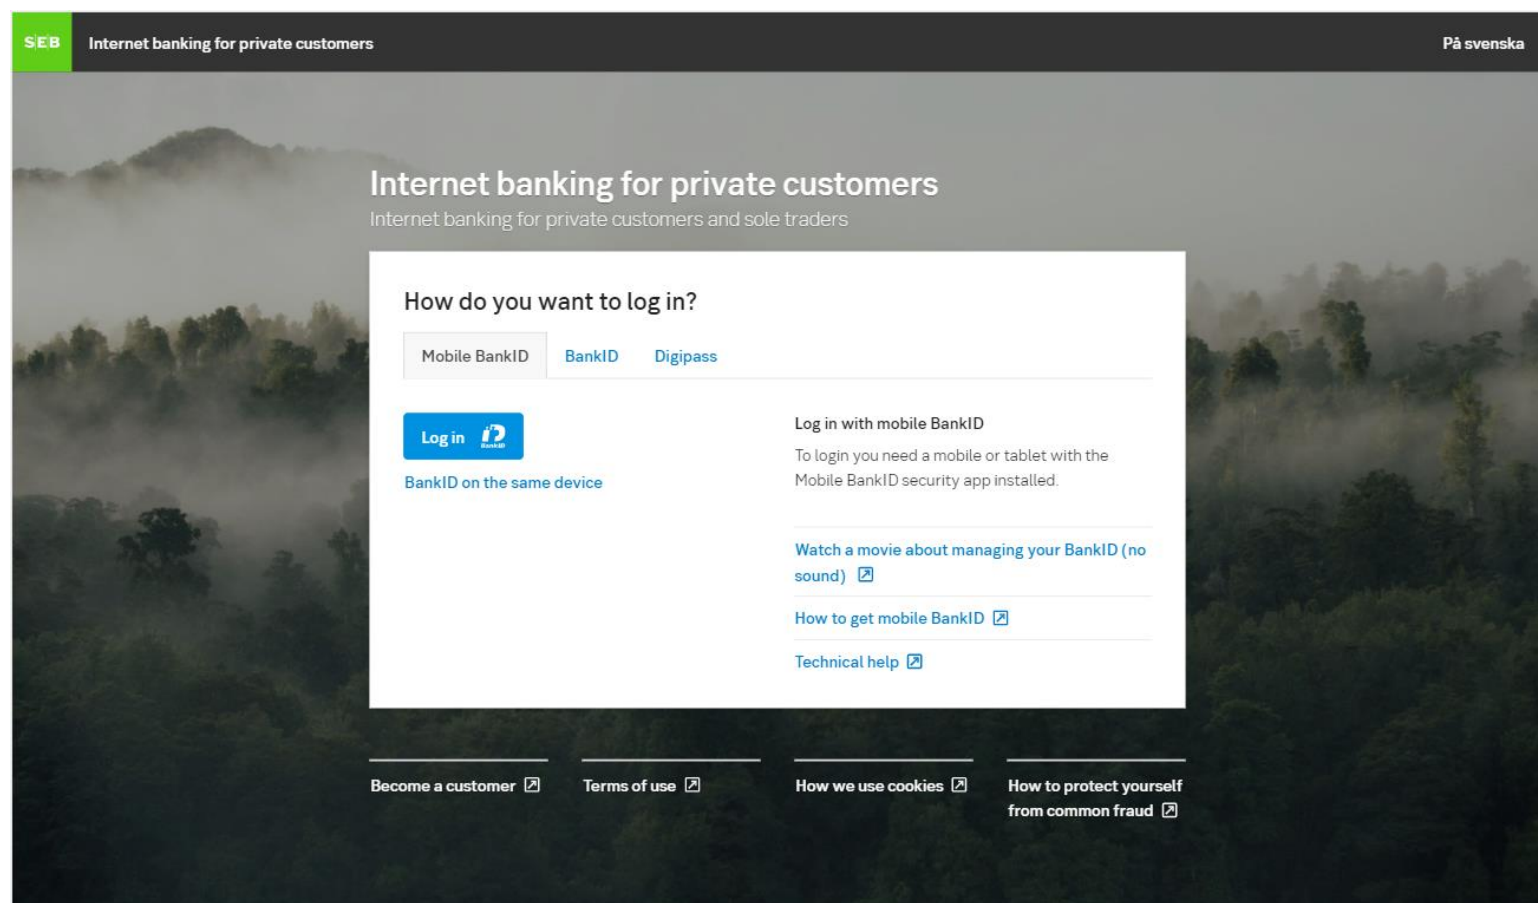 SEB
Internet banking for private customers
På svenska
Internet banking for private customers
Internet banking for private customers and sole traders
How do you want to log in?
Mobile BankID
BankID
Digipass
Log in
BankID
BankID on the same device
Log in with mobile BankID
To login you need a mobile or tablet with the
Mobile BankID security app installed.
Watch a movie about managing your BankID (no
sound)
How to get mobile BankID
Technical help
Become a customer
Terms of use
How we use cookies
How to protect yourself
from common fraud